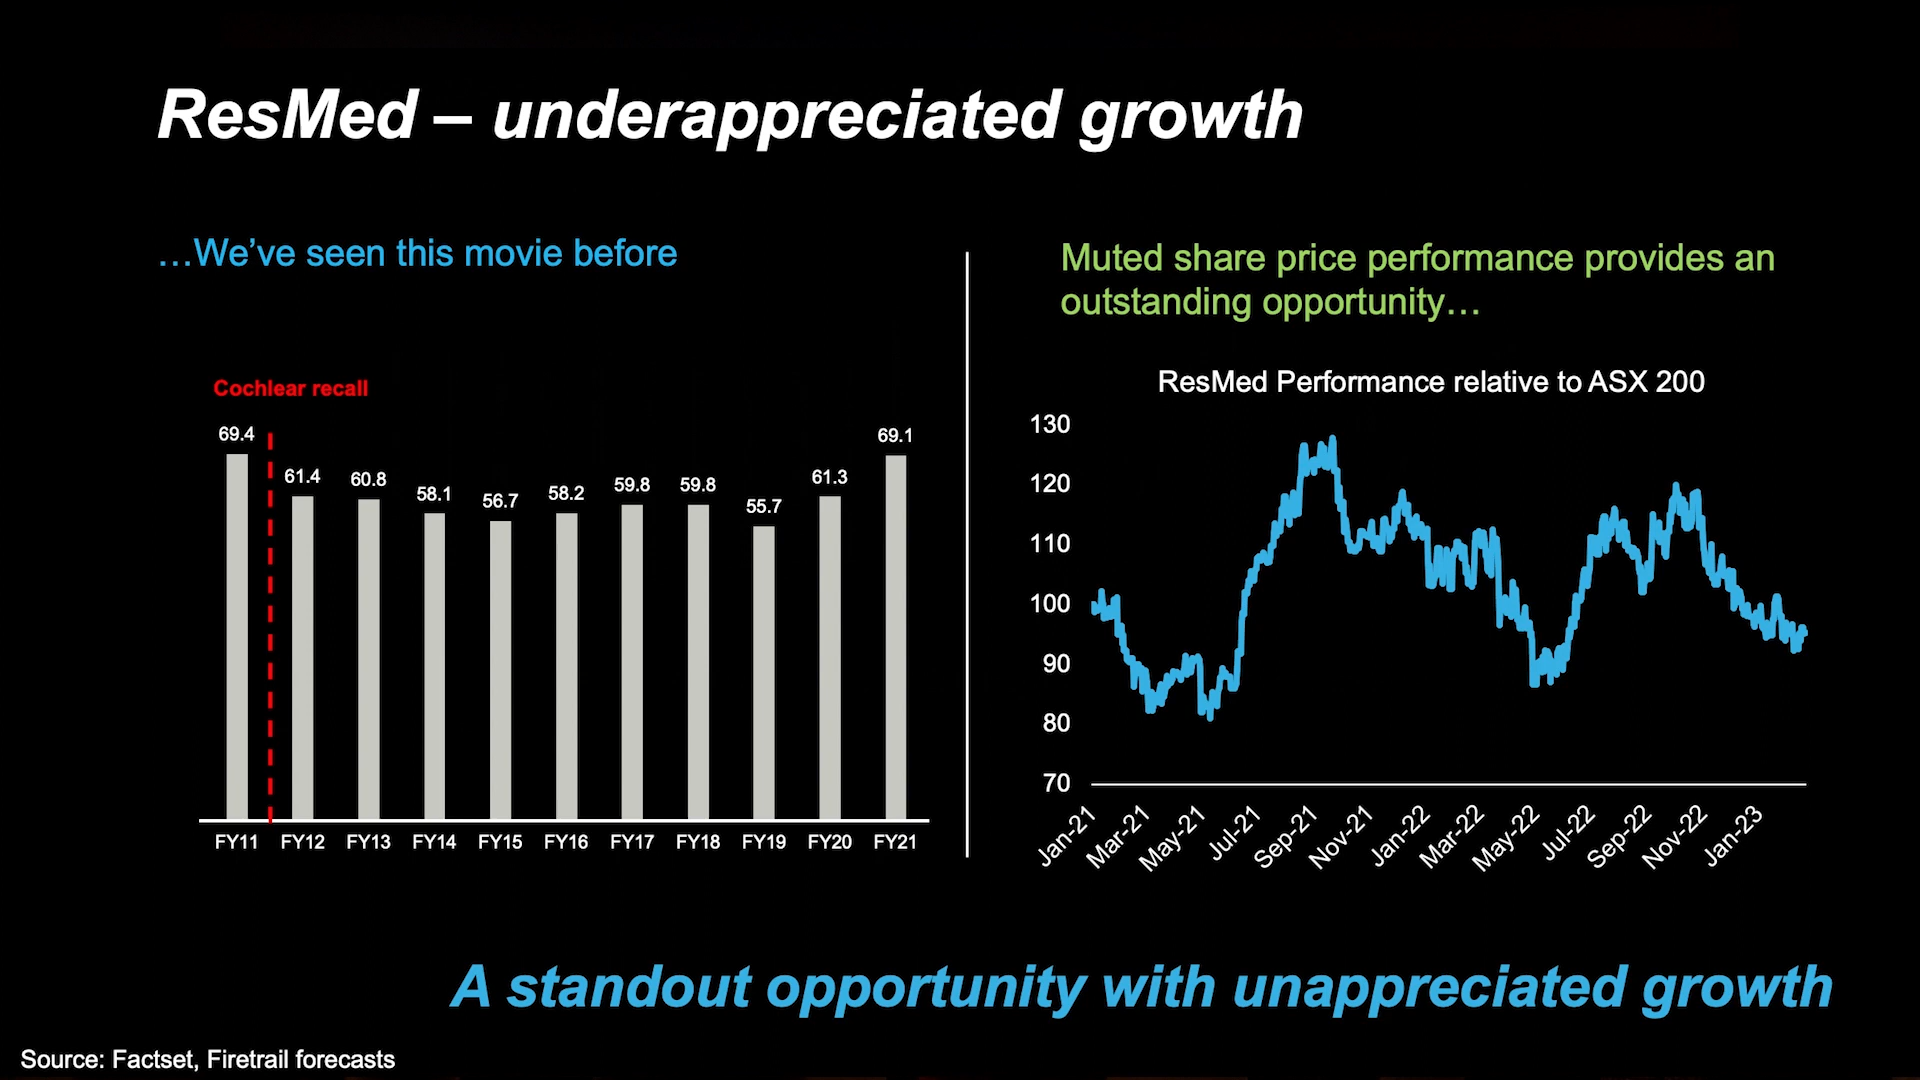 ResMed – underappreciated growth
…We’ve seen this movie before
Cochlear recall
69.4
61.4
60.8
58.1
56.7
58.2
59.8
59.8
55.7
61.3
69.1
FY11
FY12
FY13
FY14
FY15
FY16
FY17
FY18
FY19
FY20
FY21
Muted share price performance provides an
outstanding opportunity…
ResMed Performance relative to ASX 200
130
120
110
100
90
80
70
Jan-21
Mar-21
May-21
Jul-21
Sep-21
Nov-21
Jan-22
Mar-22
May-22
Jul-22
Sep-22
Nov-22
Jan-23
A standout opportunity with unappreciated growth
Source: Factset, Firetrail forecasts